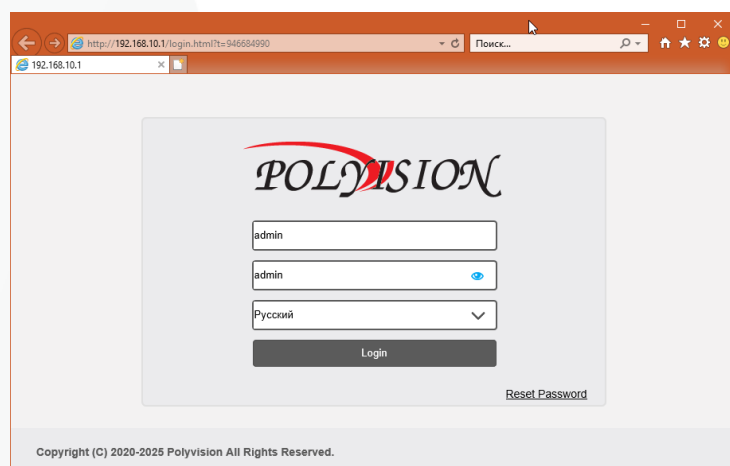 http://192.168.10.1/login.html?t=946684990
Поиск...
192.168.10.1
POLYVISION
admin
admin
Русский
Login
Reset Password
Copyright (C) 2020-2025 Polyvision All Rights Reserved.